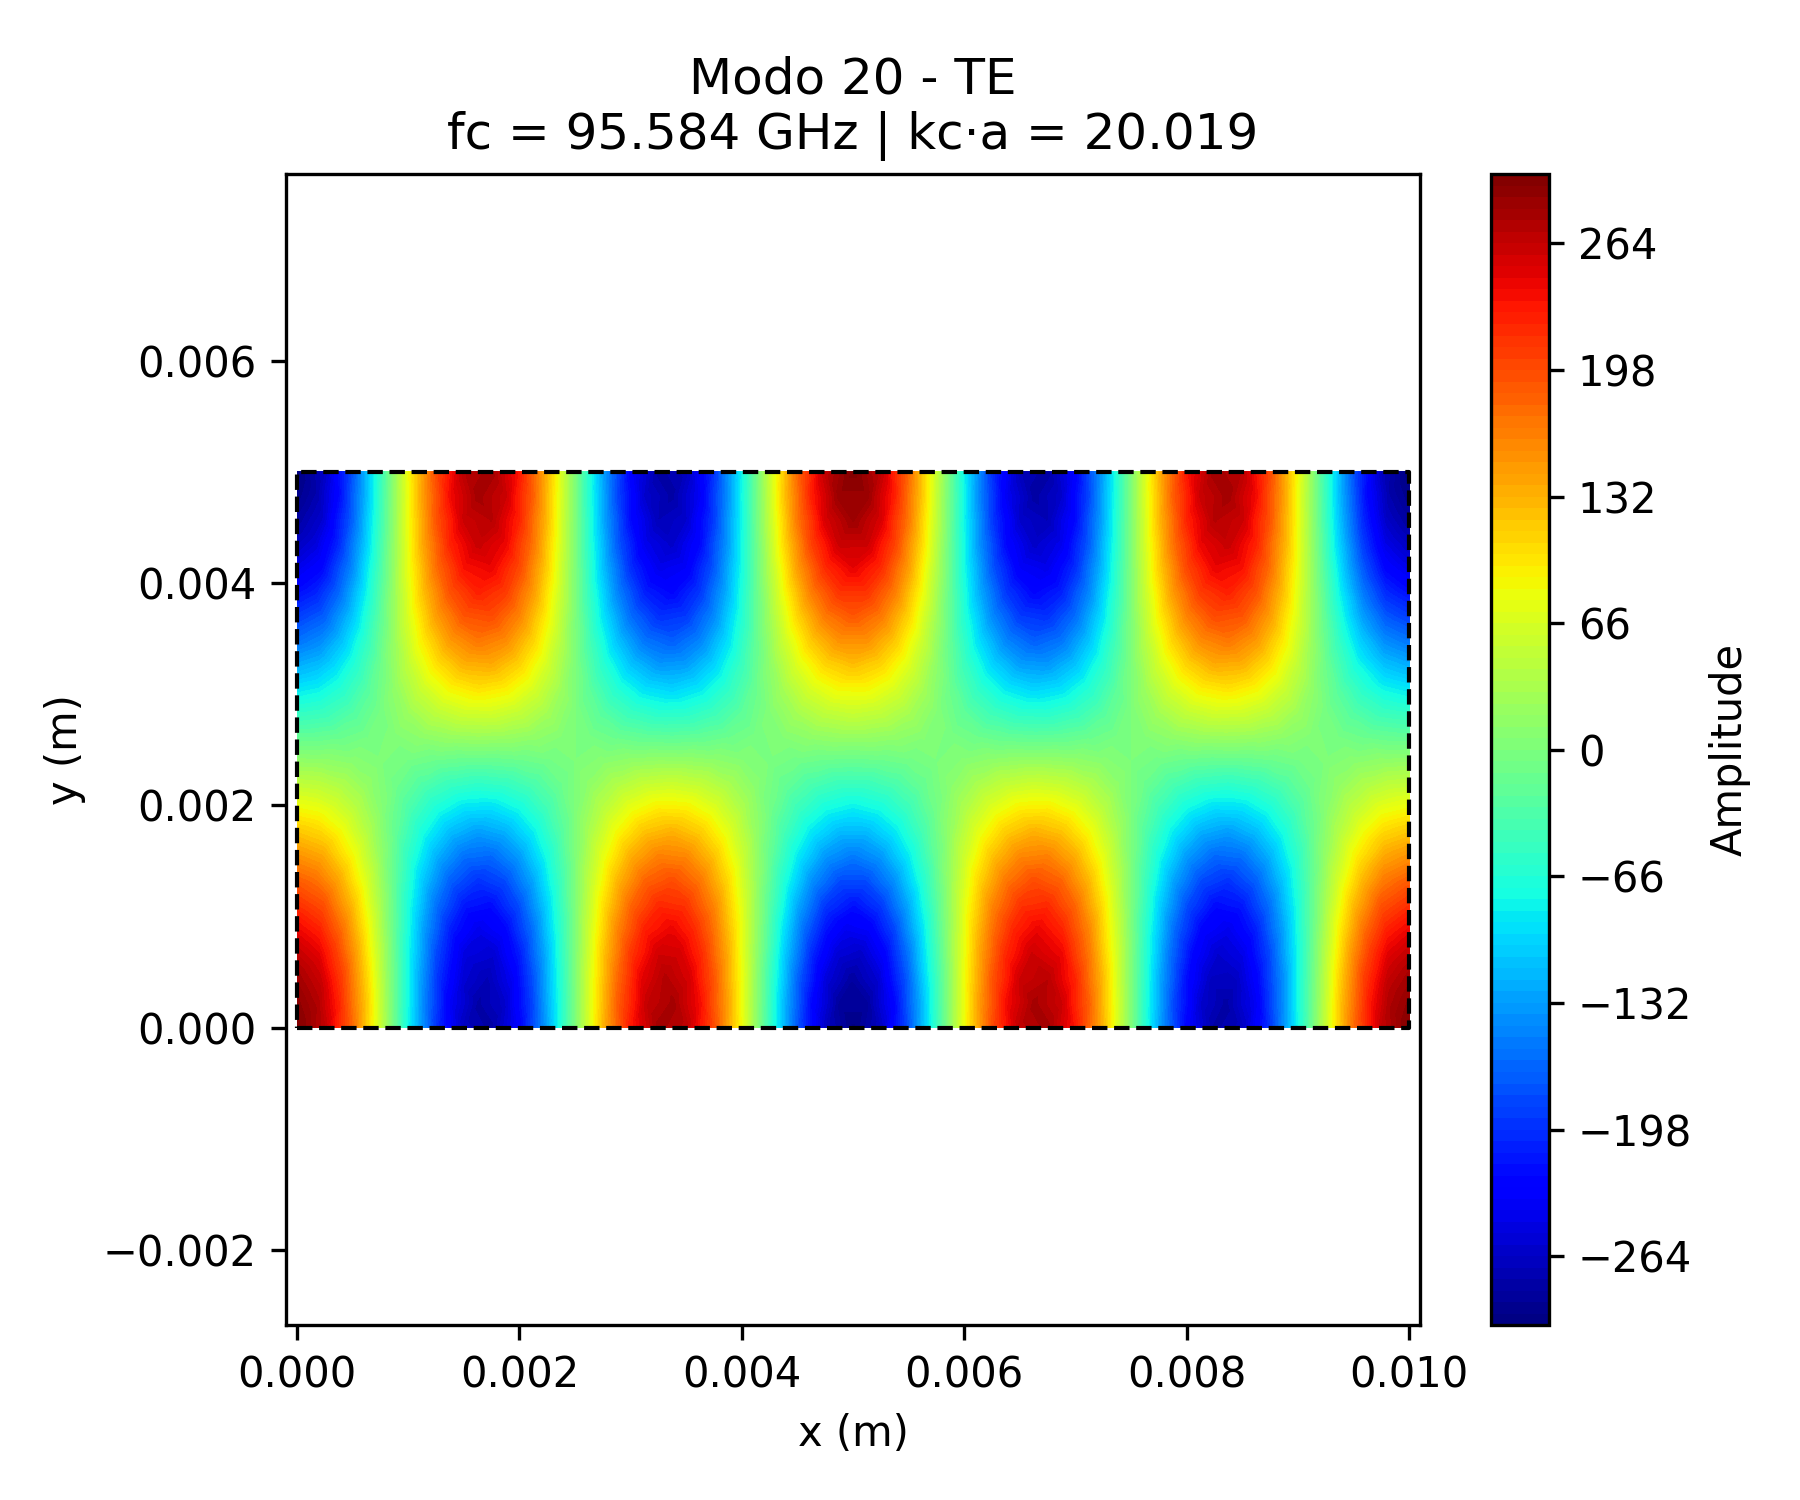 Modo 20 - TE
fc = 95.584 GHz | kc·a = 20.019
0.006
0.004
0.002
0.000
−0.002
y (m)
0.000 0.002 0.004 0.006 0.008 0.010
x (m)
264
198
132
66
0
−66
−132
−198
−264
Amplitude